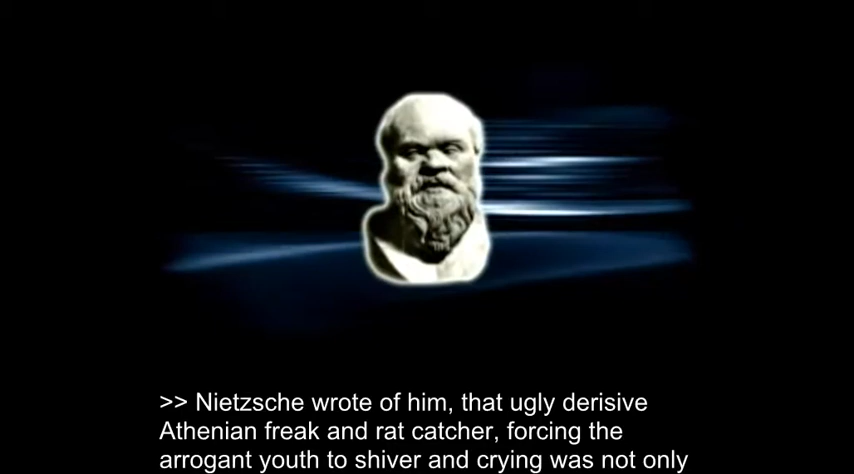 >> Nietzsche wrote of him, that ugly derisive
Athenian freak and rat catcher, forcing the
arrogant youth to shiver and crying was not only